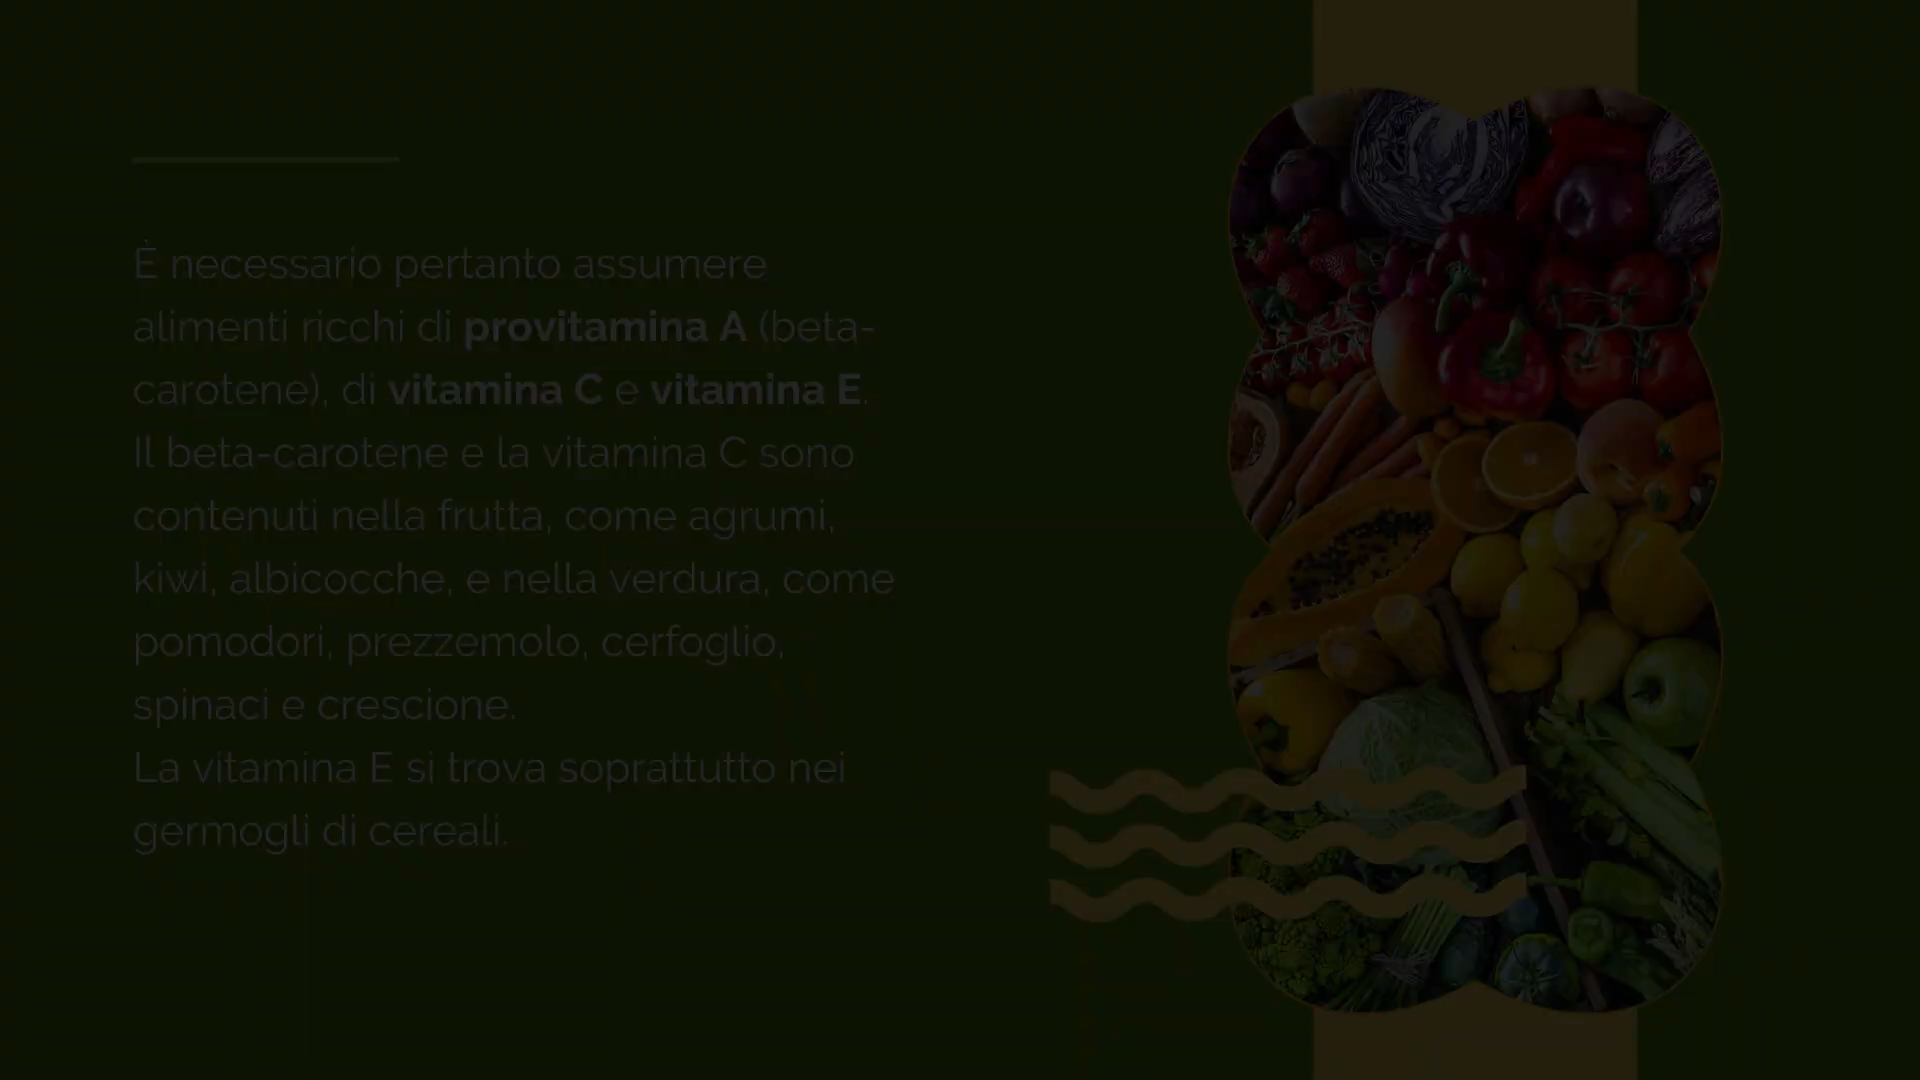 È necessario pertanto assumere
alimenti ricchi di provitamina A (beta-
carotene), di vitamina C e vitamina E.
Il beta-carotene e la vitamina C sono
contenuti nella frutta, come agrumi,
kiwi, albicocche, e nella verdura, come
pomodori, prezzemolo, cerfoglio,
spinaci e crescione.
La vitamina E si trova soprattutto nei
germogli di cereali.